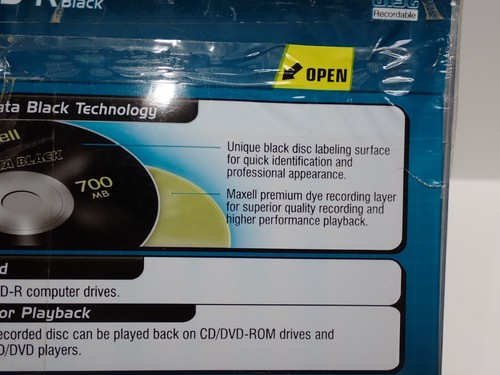 Black
Recordable
OPEN
ata Black Technology
ell
TA BLACK
700
MB
Unique black disc labeling surface
for quick identification and
professional appearance.
Maxell premium dye recording layer
for superior quality recording and
higher performance playback.
d
D-R computer drives.
or Playback
ecorded disc can be played back on CD/DVD-ROM drives and
D/DVD players.